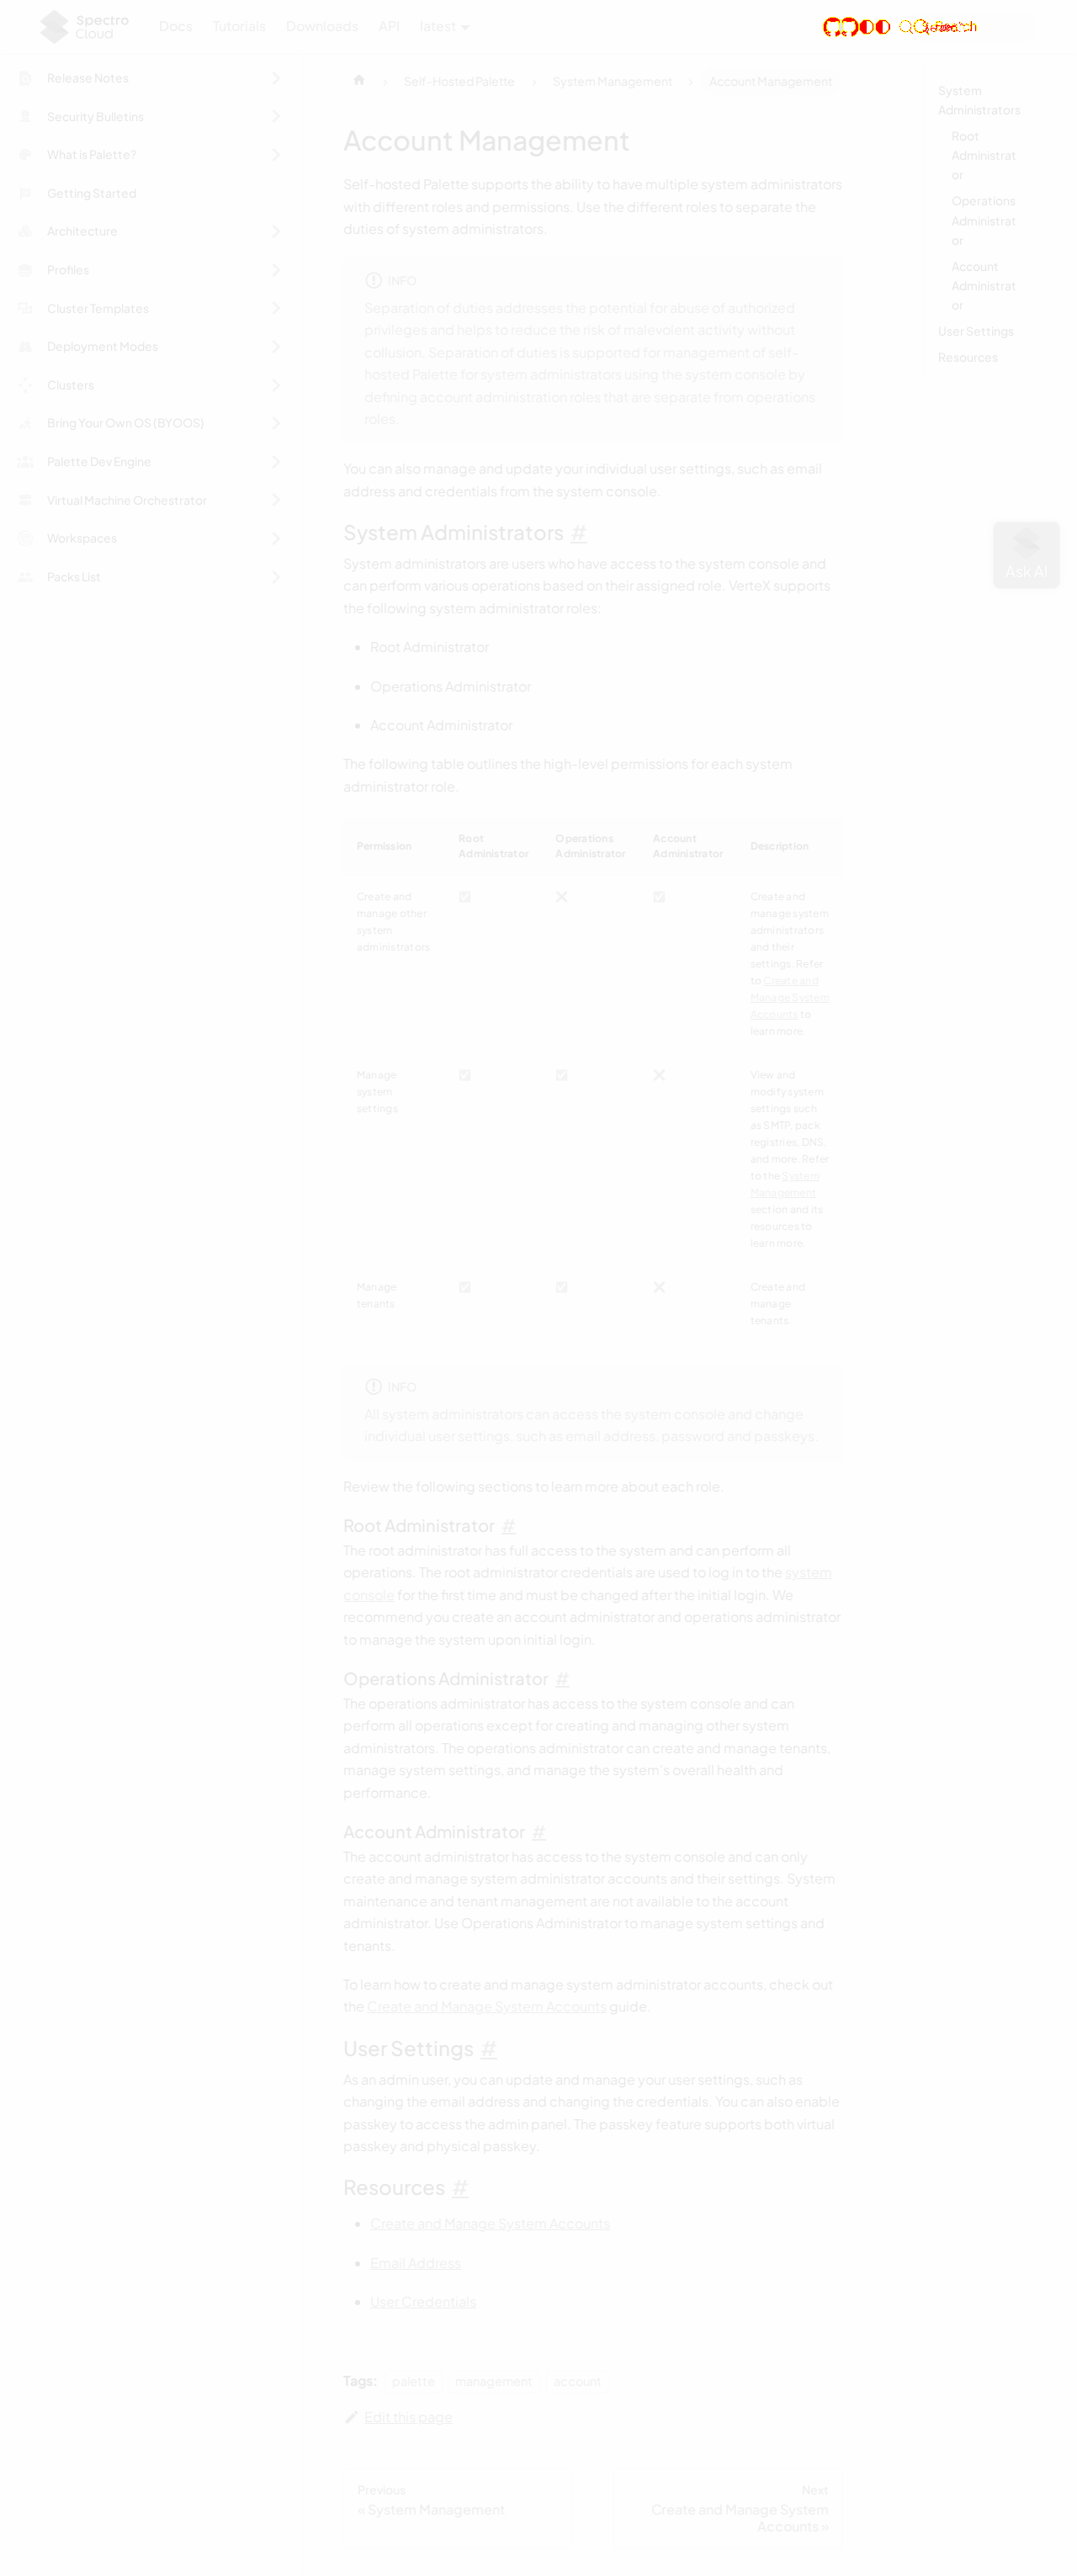 Spectro
Cloud
Docs
Tutorials
Downloads
API
latest
Search
Release Notes
Security Bulletins
What is Palette?
Getting Started
Architecture
Profiles
Cluster Templates
Deployment Modes
Clusters
Bring Your Own OS (BYOOS)
Palette Dev Engine
Virtual Machine Orchestrator
Workspaces
Packs List
Self-Hosted Palette
System Management
Account Management
Account Management
Self-hosted Palette supports the ability to have multiple system administrators
with different roles and permissions. Use the different roles to separate the
duties of system administrators.
INFO
Separation of duties addresses the potential for abuse of authorized
privileges and helps to reduce the risk of malevolent activity without
collusion. Separation of duties is supported for management of self-
hosted Palette for system administrators using the system console by
defining account administration roles that are separate from operations
roles.
You can also manage and update your individual user settings, such as email
address and credentials from the system console.
System Administrators #
System administrators are users who have access to the system console and
can perform various operations based on their assigned role. VerteX supports
the following system administrator roles:
Root Administrator
Operations Administrator
Account Administrator
The following table outlines the high-level permissions for each system
administrator role.
Permission
Root
Administrator
Operations
Administrator
Account
Administrator
Description
Create and
manage other
system
administrators
Create and
manage system
administrators
and their
settings. Refer
to Create and
Manage System
Accounts to
learn more.
Manage
system
settings
View and
modify system
settings such
as SMTP, pack
registries, DNS,
and more. Refer
to the System
Management
section and its
resources to
learn more.
Manage
tenants
Create and
manage
tenants.
INFO
All system administrators can access the system console and change
individual user settings, such as email address, password and passkeys.
Review the following sections to learn more about each role.
Root Administrator #
The root administrator has full access to the system and can perform all
operations. The root administrator credentials are used to log in to the system
console for the first time and must be changed after the initial login. We
recommend you create an account administrator and operations administrator
to manage the system upon initial login.
Operations Administrator #
The operations administrator has access to the system console and can
perform all operations except for creating and managing other system
administrators. The operations administrator can create and manage tenants,
manage system settings, and manage the system's overall health and
performance.
Account Administrator #
The account administrator has access to the system console and can only
create and manage system administrator accounts and their settings. System
maintenance and tenant management are not available to the account
administrator. Use Operations Administrator to manage system settings and
tenants.
To learn how to create and manage system administrator accounts, check out
the Create and Manage System Accounts guide.
User Settings #
As an admin user, you can update and manage your user settings, such as
changing the email address and changing the credentials. You can also enable
passkey to access the admin panel. The passkey feature supports both virtual
passkey and physical passkey.
Resources #
Create and Manage System Accounts
Email Address
User Credentials
Tags:
palette
management
account
Edit this page
Previous
« System Management
Next
Create and Manage System
Accounts »
System
Administrators
Root
Administrat
or
Operations
Administrat
or
Account
Administrat
or
User Settings
Resources
Ask AI